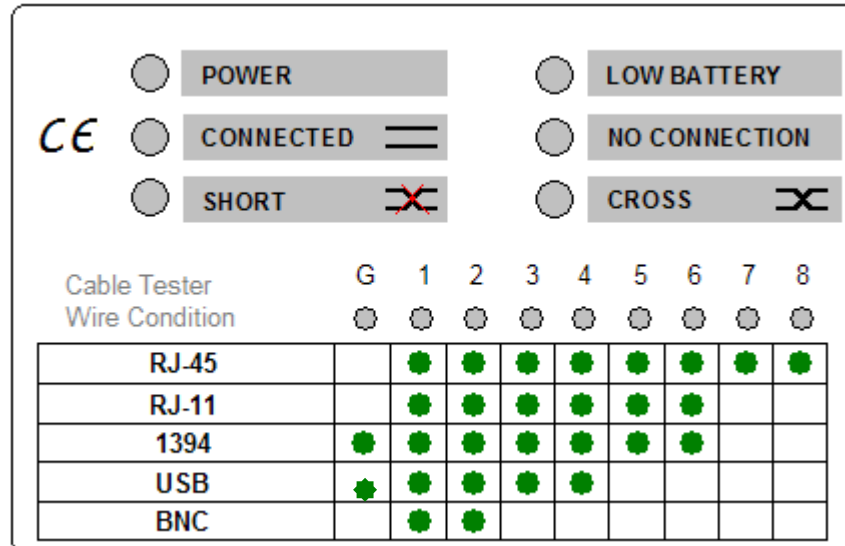 POWER
LOW BATTERY
CE
CONNECTED
NO CONNECTION
SHORT
CROSS
Cable Tester
Wire Condition
G 1 2 3 4 5 6 7 8
RJ-45
RJ-11
1394
USB
BNC